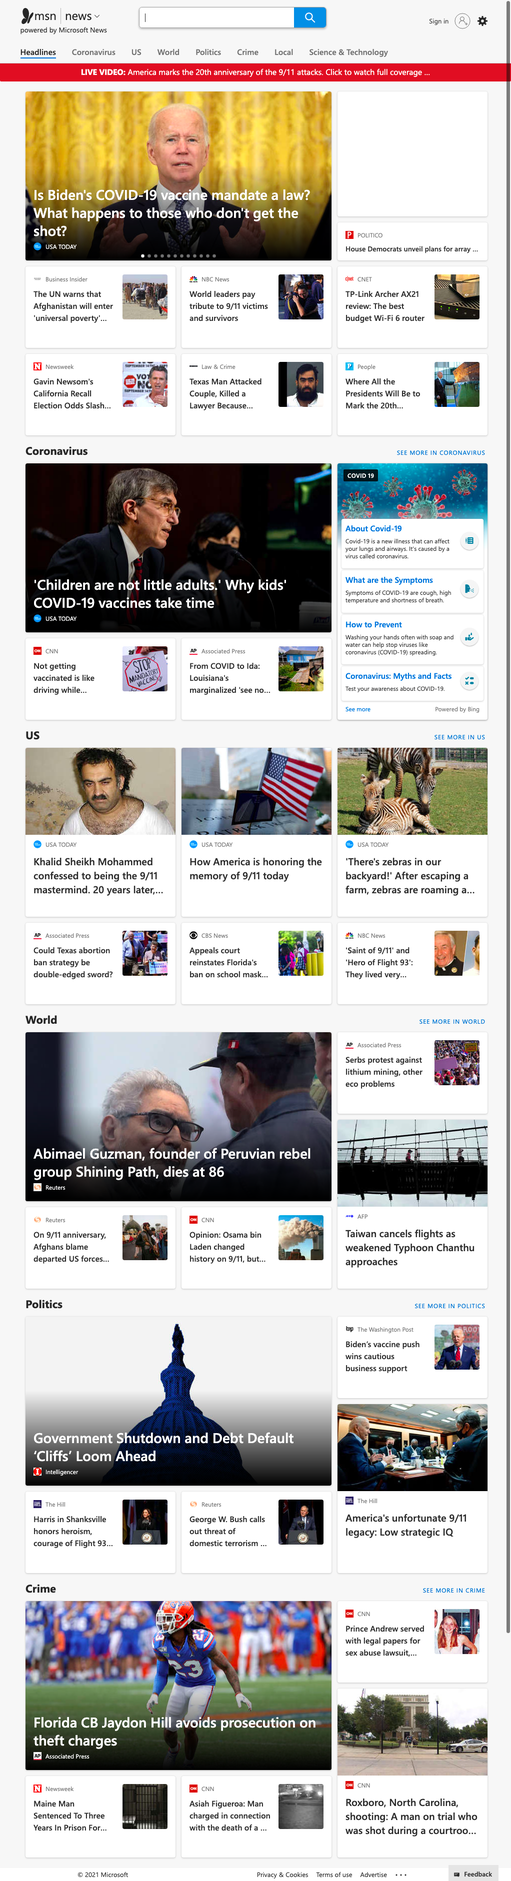 msn | news
powered by Microsoft News
Sign in
Headlines Coronavirus US World Politics Crime Local Science & Technology
LIVE VIDEO: America marks the 20th anniversary of the 9/11 attacks. Click to watch full coverage ...
Is Biden's COVID-19 vaccine mandate a law?
What happens to those who don't get the
shot?
USA TODAY
POLITICO
House Democrats unveil plans for array ...
Business Insider
The UN warns that
Afghanistan will enter
'universal poverty'...
NBC News
World leaders pay
tribute to 9/11 victims
and survivors
CNET
TP-Link Archer AX21
review: The best
budget Wi-Fi 6 router
Newsweek
Gavin Newsom's
California Recall
Election Odds Slash...
Law & Crime
Texas Man Attacked
Couple, Killed a
Lawyer Because...
People
Where All the
Presidents Will Be to
Mark the 20th...
Coronavirus
SEE MORE IN CORONAVIRUS
'Children are not little adults.' Why kids'
COVID-19 vaccines take time
USA TODAY
COVID 19
About Covid-19
Covid-19 is a new illness that can affect
your lungs and airways. It's caused by a
virus called coronavirus.
What are the Symptoms
Symptoms of COVID-19 are cough, high
temperature and shortness of breath.
How to Prevent
Washing your hands often with soap and
water can help stop viruses like
coronavirus (COVID-19) spreading.
Coronavirus: Myths and Facts
Test your awareness about COVID-19.
See more
Powered by Bing
CNN
Not getting
vaccinated is like
driving while...
STOP
MANDATORY
Associated Press
From COVID to Ida:
Louisiana's
marginalized 'see no...
US
SEE MORE IN US
USA TODAY
Khalid Sheikh Mohammed
confessed to being the 9/11
mastermind. 20 years later,...
USA TODAY
How America is honoring the
memory of 9/11 today
USA TODAY
'There's zebras in our
backyard!' After escaping a
farm, zebras are roaming a...
Associated Press
Could Texas abortion
ban strategy be
double-edged sword?
CBS News
Appeals court
reinstates Florida's
ban on school mask...
NBC News
'Saint of 9/11' and
'Hero of Flight 93':
They lived very...
World
SEE MORE IN WORLD
Abimael Guzman, founder of Peruvian rebel
group Shining Path, dies at 86
Reuters
Associated Press
Serbs protest against
lithium mining, other
eco problems
AFP
Taiwan cancels flights as
weakened Typhoon Chanthu
approaches
Reuters
On 9/11 anniversary,
Afghans blame
departed US forces...
CNN
Opinion: Osama bin
Laden changed
history on 9/11, but...
Politics
SEE MORE IN POLITICS
Government Shutdown and Debt Default
‘Cliffs’ Loom Ahead
Intelligencer
The Washington Post
Biden's vaccine push
wins cautious
business support
The Hill
America's unfortunate 9/11
legacy: Low strategic IQ
The Hill
Harris in Shanksville
honors heroism,
courage of Flight 93...
Reuters
George W. Bush calls
out threat of
domestic terrorism ...
Crime
SEE MORE IN CRIME
23
Florida CB Jaydon Hill avoids prosecution on
theft charges
Associated Press
CNN
Prince Andrew served
with legal papers for
sex abuse lawsuit,...
CNN
Roxboro, North Carolina,
shooting: A man on trial who
was shot during a courtroo...
Newsweek
Maine Man
Sentenced To Three
Years In Prison For...
CNN
Asiah Figueroa: Man
charged in connection
with the death of a ...
© 2021 Microsoft
Privacy & Cookies Terms of use Advertise ...
Feedback